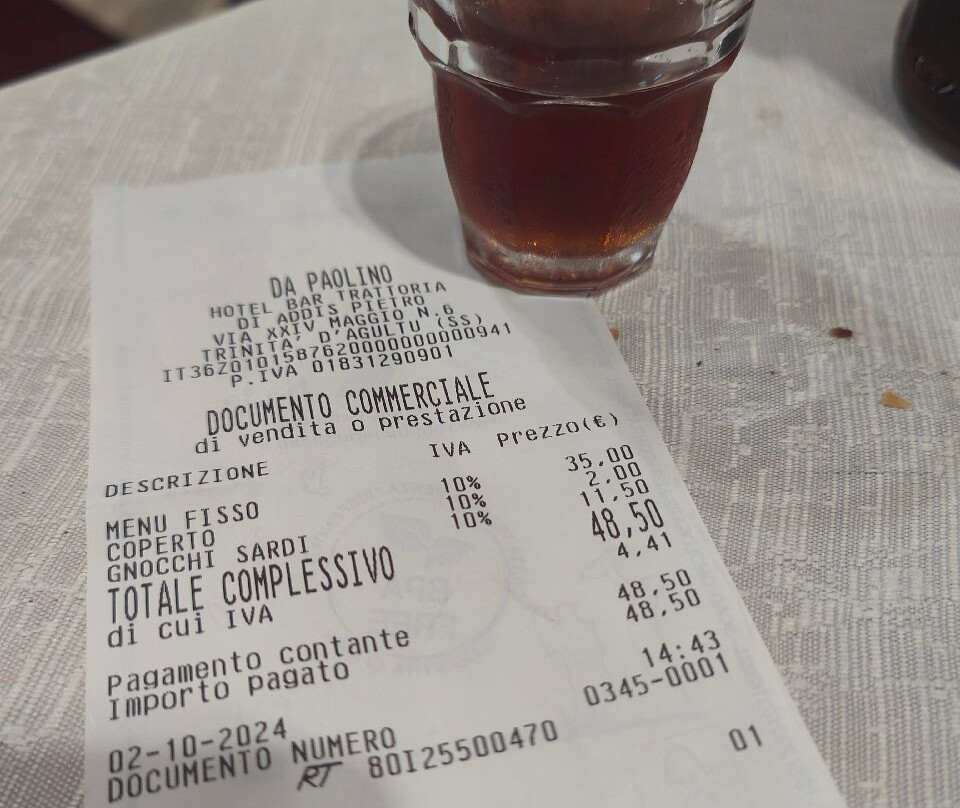 DA PAOLINO
HOTEL BAR TRATTORIA
DI ADDIS PIETRO
VIA XXIV MAGGIO N.6
TRINITA' D'AGULTU (SS)
IT36Z0101587620000000000941
P.IVA 01831290901
DOCUMENTO COMMERCIALE
di vendita o prestazione
DESCRIZIONE IVA Prezzo(€)
MENU FISSO 10% 35,00
COPERTO 10% 2,00
GNOCCHI SARDI 10% 11,50
TOTALE COMPLESSIVO 48,50
di cui IVA 4,41
Pagamento contante 48,50
Importo pagato 48,50
02-10-2024 14:43
DOCUMENTO NUMERO 0345-0001
RT 80I25500470 01